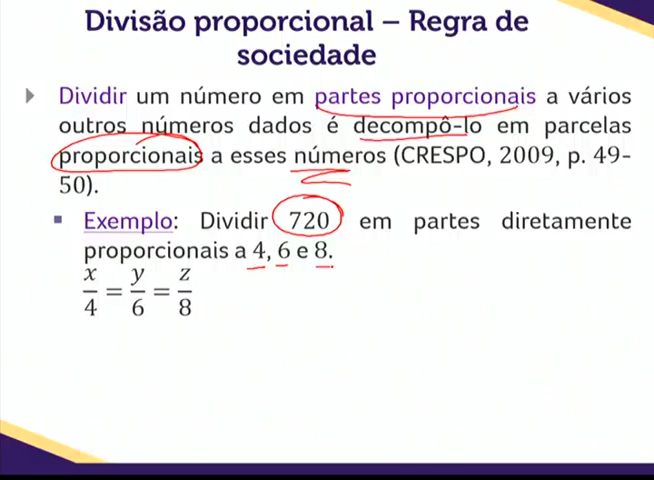 Divisão proporcional – Regra de
sociedade
Dividir um número em partes proporcionais a vários
outros números dados é decompô-lo em parcelas
proporcionais a esses números (CRESPO, 2009, p. 49-
50).
Exemplo: Dividir 720 em partes diretamente
proporcionais a 4, 6 e 8.
x/4 = y/6 = z/8